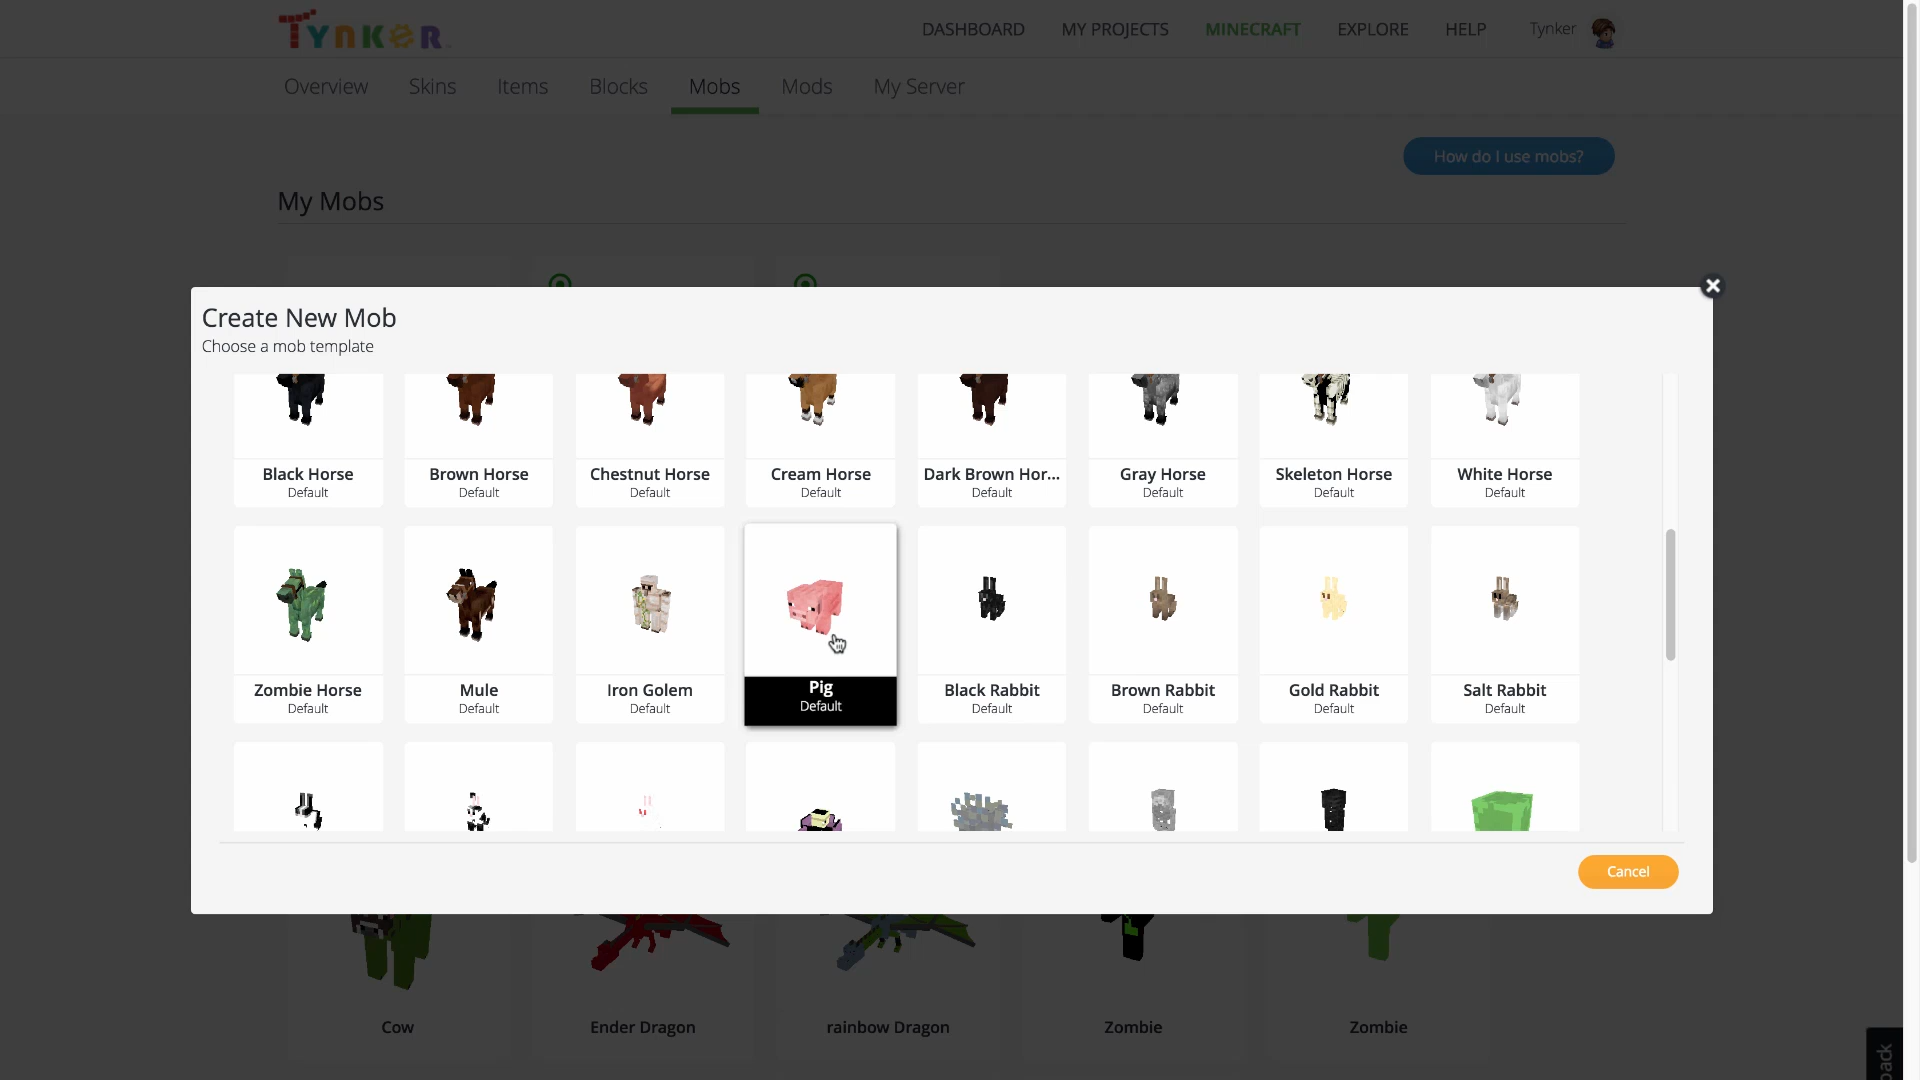 TYNKER
DASHBOARD
MY PROJECTS
MINECRAFT
EXPLORE
HELP
Tynker
Overview
Skins
Items
Blocks
Mobs
Mods
My Server
How do I use mobs?
My Mobs
Create New Mob
Choose a mob template
Black Horse
Default
Brown Horse
Default
Chestnut Horse
Default
Cream Horse
Default
Dark Brown Hor...
Default
Gray Horse
Default
Skeleton Horse
Default
White Horse
Default
Zombie Horse
Default
Mule
Default
Iron Golem
Default
Pig
Default
Black Rabbit
Default
Brown Rabbit
Default
Gold Rabbit
Default
Salt Rabbit
Default
Cancel
Cow
Ender Dragon
rainbow Dragon
Zombie
Zombie